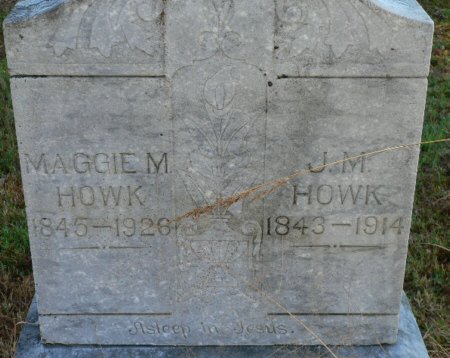 MAGGIE M.
HOWK
1845-1926
J. M.
HOWK
1843-1914
Asleep in Jesus.